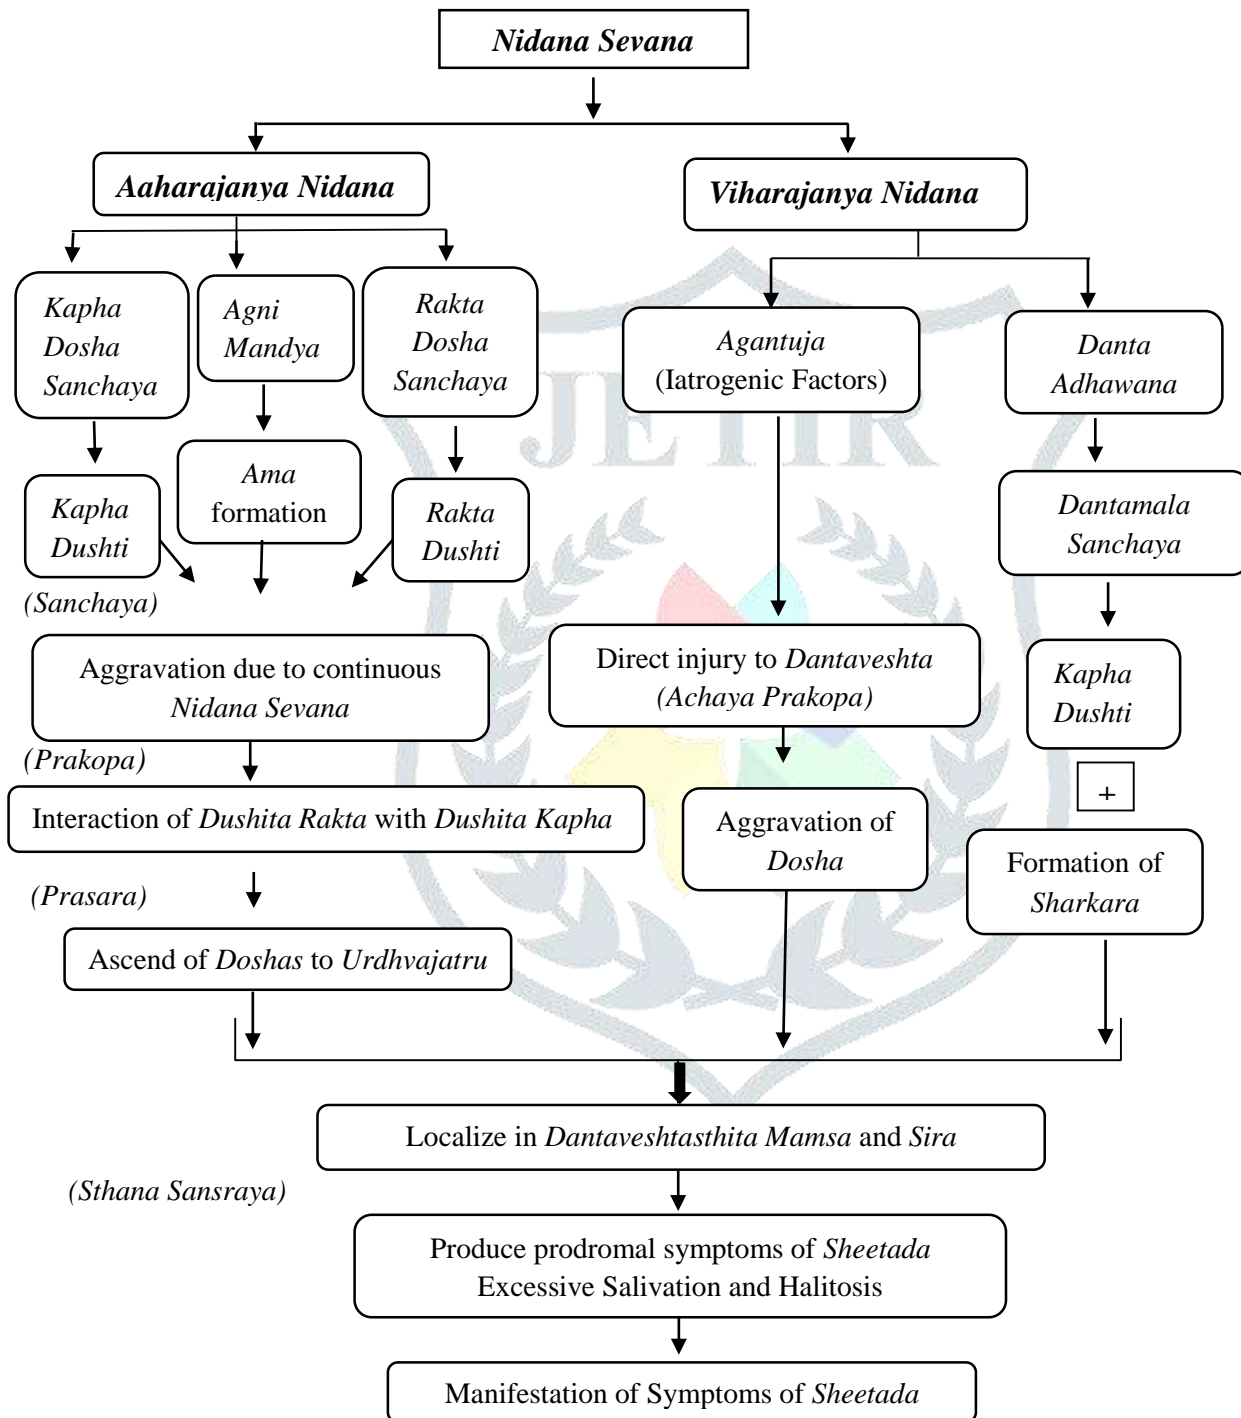 Nidana Sevana
Aaharajanya Nidana
Viharajanya Nidana
Kapha
Dosha
Sanchaya
Agni
Mandya
Rakta
Dosha
Sanchaya
Agantuja
(Iatrogenic Factors)
Danta
Adhawana
JETIR
Kapha
Dushti
Ama
formation
Rakta
Dushti
Dantamala
Sanchaya
(Sanchaya)
Aggravation due to continuous
Nidana Sevana
Direct injury to Dantaveshta
(Achaya Prakopa)
Kapha
Dushti
(Prakopa)
+
Interaction of Dushita Rakta with Dushita Kapha
Aggravation of
Dosha
Formation of
Sharkara
(Prasara)
Ascend of Doshas to Urdhvajatru
Localize in Dantaveshtasthita Mamsa and Sira
(Sthana Sansraya)
Produce prodromal symptoms of Sheetada
Excessive Salivation and Halitosis
Manifestation of Symptoms of Sheetada